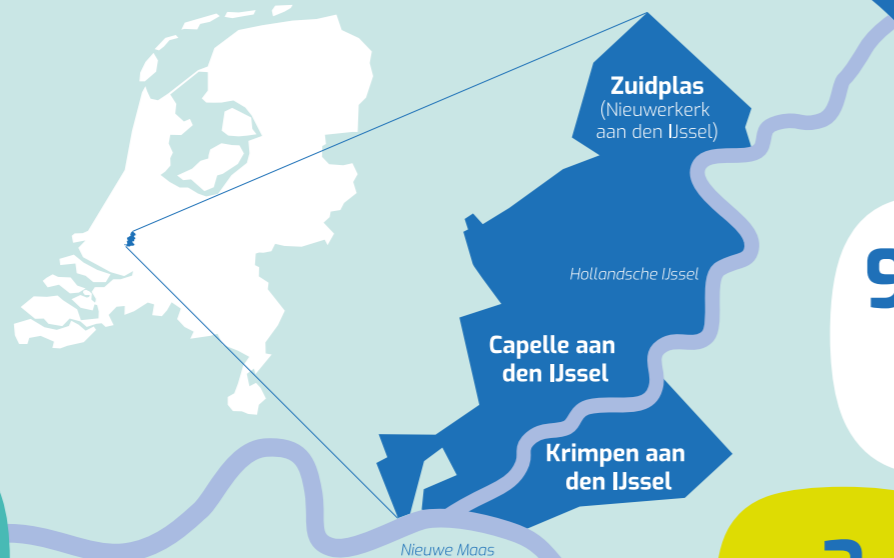 Zuidplas
(Nieuwerkerk
aan den IJssel)
Hollandsche IJssel
Capelle aan
den IJssel
Krimpen aan
den IJssel
Nieuwe Maas